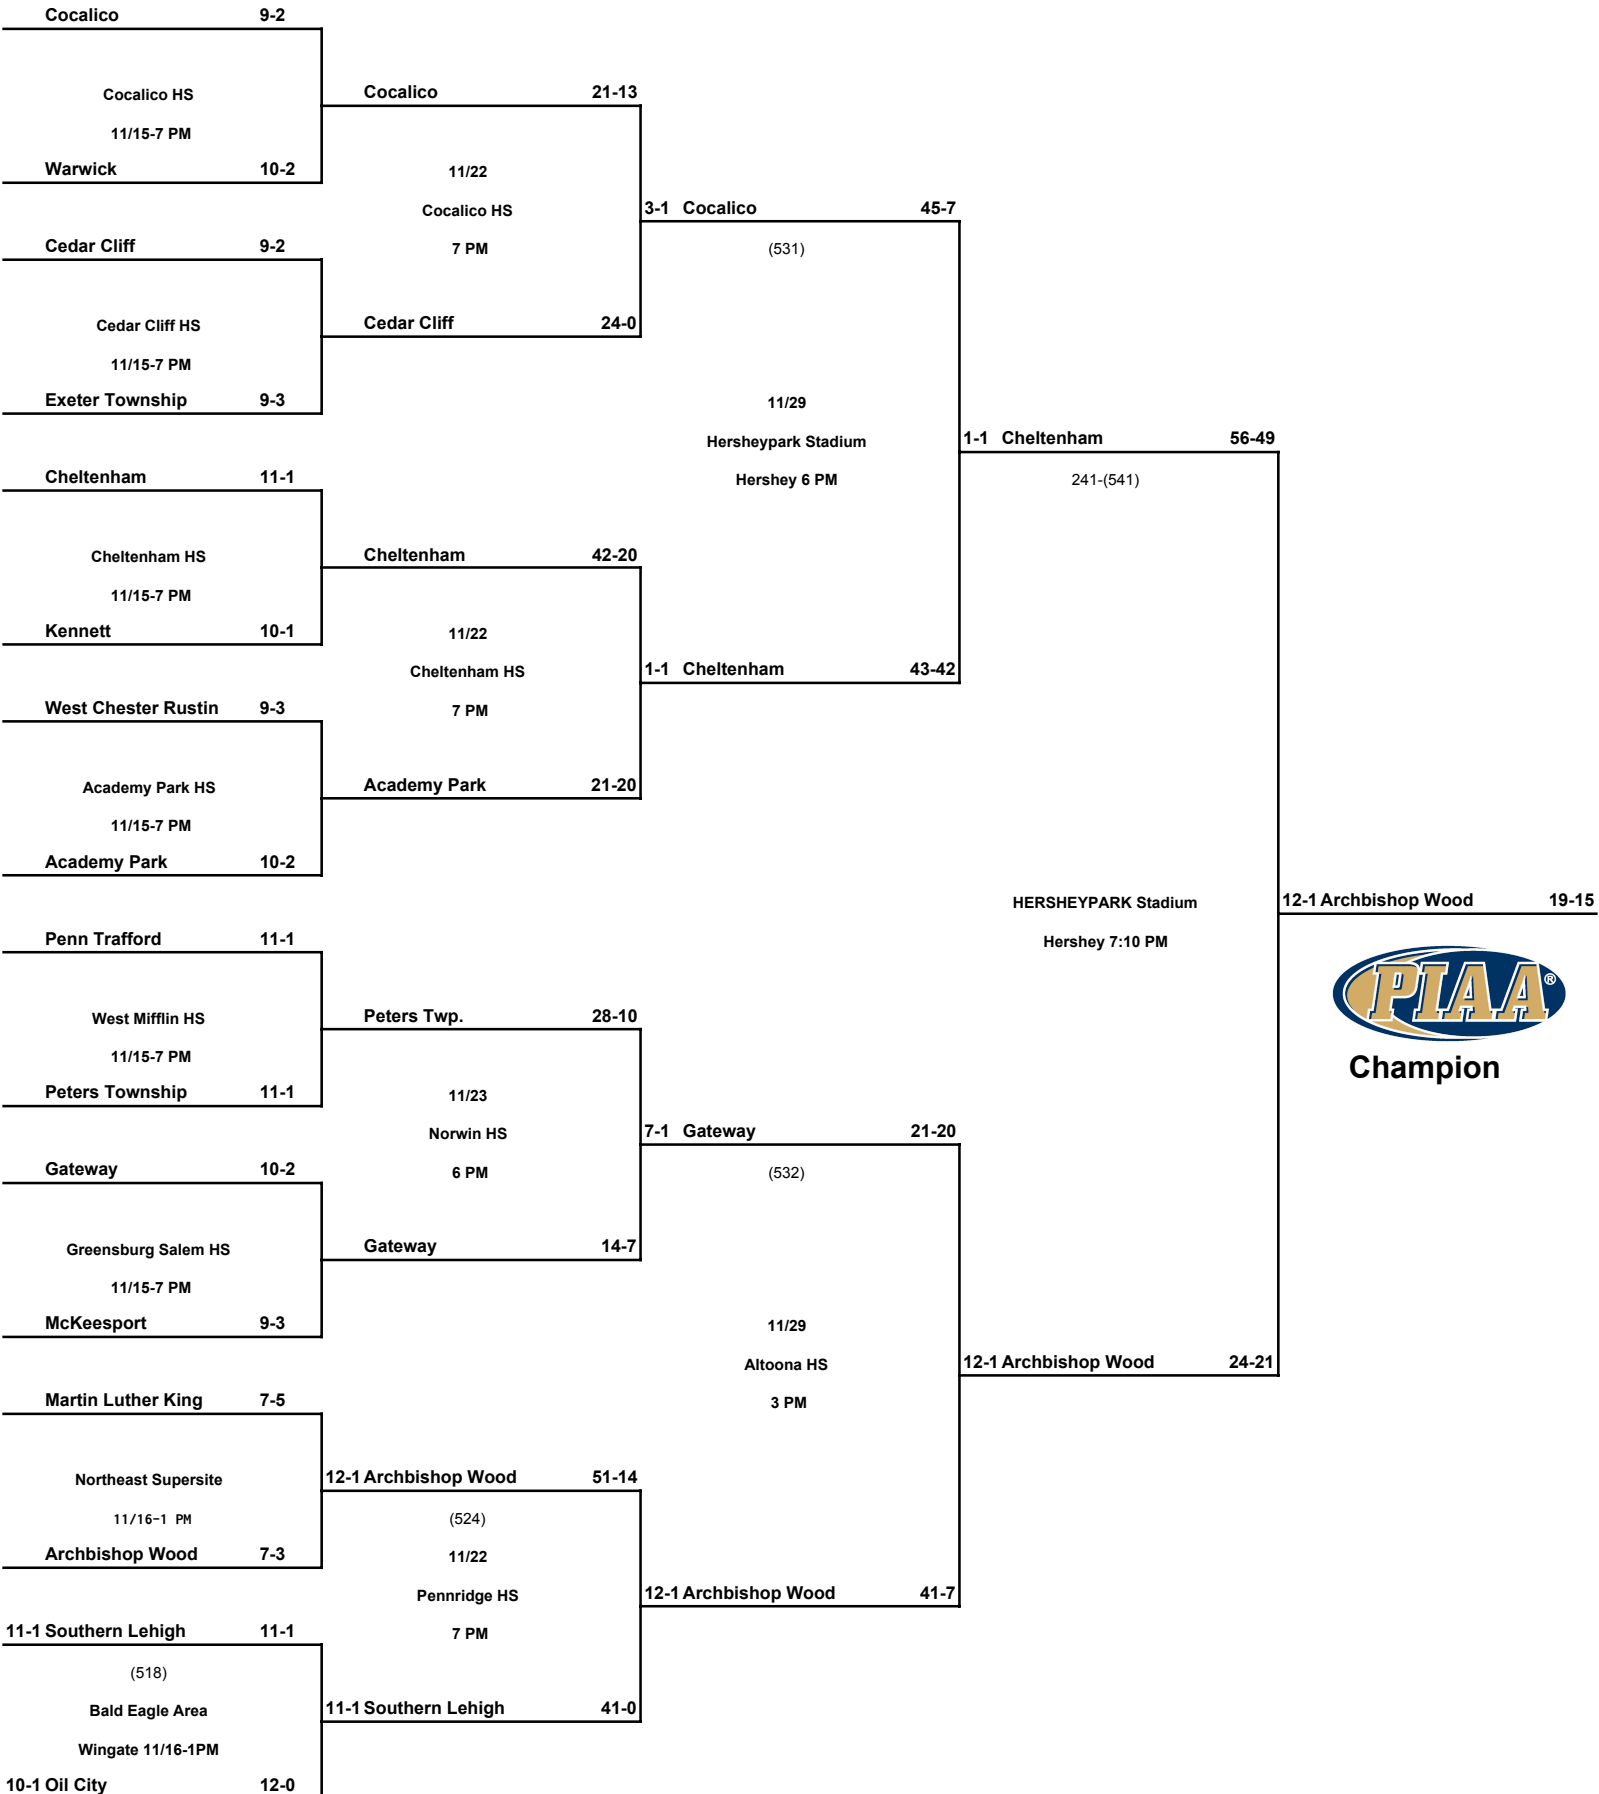 Cocalico 9-2
Cocalico HS
11/15-7 PM
Warwick 10-2
Cedar Cliff 9-2
Cedar Cliff HS
11/15-7 PM
Exeter Township 9-3
Cheltenham 11-1
Cheltenham HS
11/15-7 PM
Kennett 10-1
West Chester Rustin 9-3
Academy Park HS
11/15-7 PM
Academy Park 10-2
Penn Trafford 11-1
West Mifflin HS
11/15-7 PM
Peters Township 11-1
Gateway 10-2
Greensburg Salem HS
11/15-7 PM
McKeesport 9-3
Martin Luther King 7-5
Northeast Supersite
11/16-1 PM
Archbishop Wood 7-3
11-1 Southern Lehigh 11-1
(518)
Bald Eagle Area
Wingate 11/16-1PM
10-1 Oil City 12-0
Cocalico 21-13
11/22
Cocalico HS
7 PM
Cedar Cliff 24-0
Cheltenham 42-20
11/22
Cheltenham HS
7 PM
Academy Park 21-20
Peters Twp. 28-10
11/23
Norwin HS
6 PM
Gateway 14-7
12-1 Archbishop Wood 51-14
(524)
11/22
Pennridge HS
7 PM
11-1 Southern Lehigh 41-0
3-1 Cocalico 45-7
(531)
11/29
Hersheypark Stadium
Hershey 6 PM
1-1 Cheltenham 43-42
7-1 Gateway 21-20
(532)
11/29
Altoona HS
3 PM
12-1 Archbishop Wood 41-7
1-1 Cheltenham 56-49
241-(541)
HERSHEYPARK Stadium
Hershey 7:10 PM
12-1 Archbishop Wood 24-21
12-1 Archbishop Wood 19-15
PIAA®
Champion